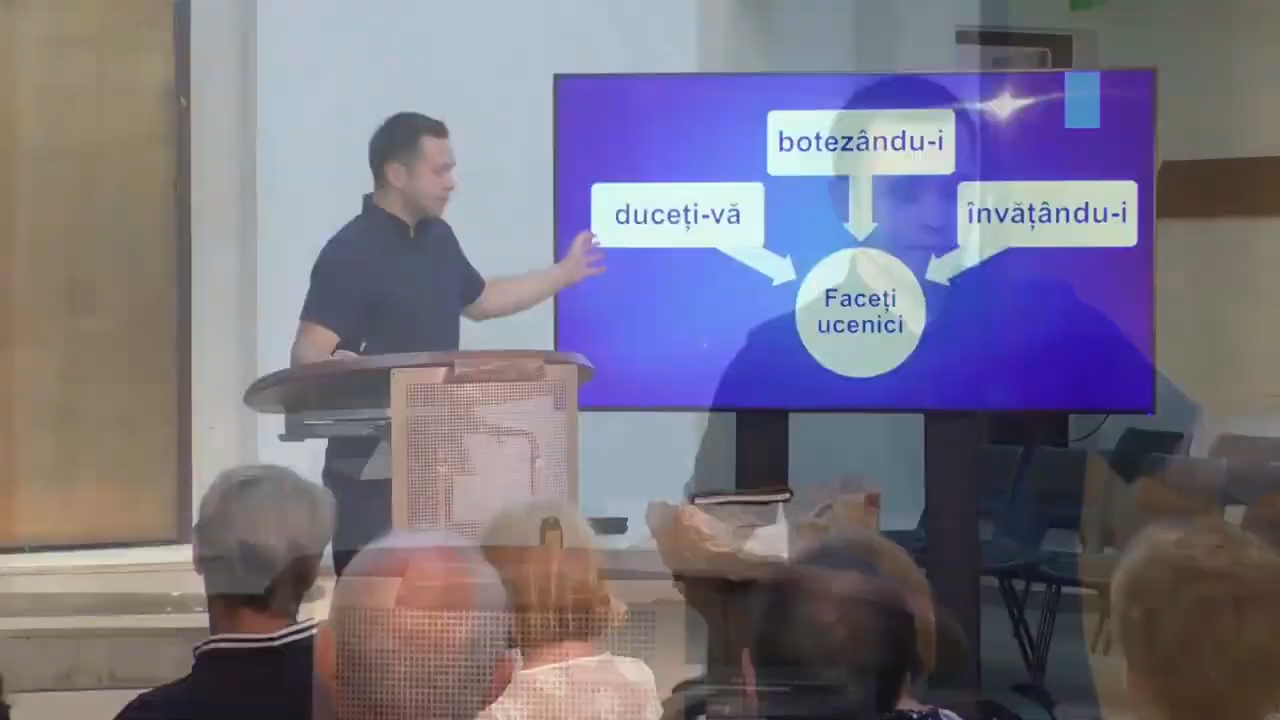 botezându-i
duceți-vă
învățându-i
Faceți
ucenici